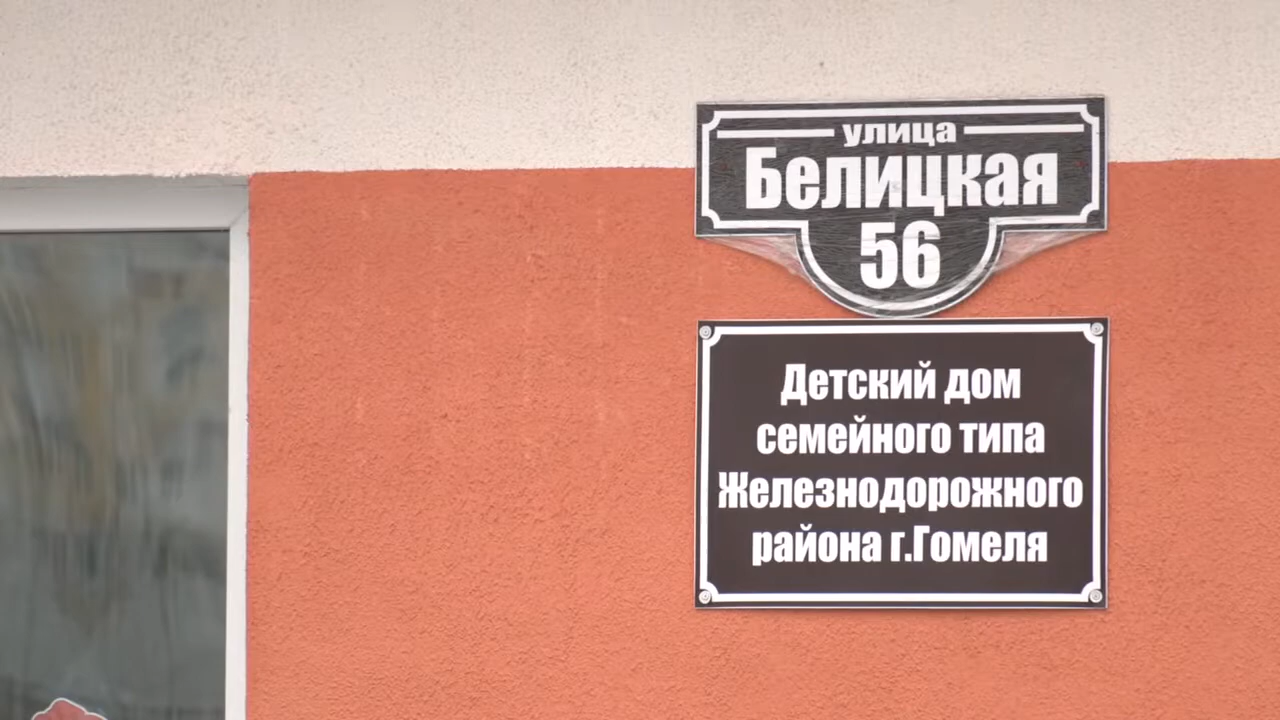 улица
Белицкая
56
Детский дом
семейного типа
Железнодорожного
района г.Гомеля